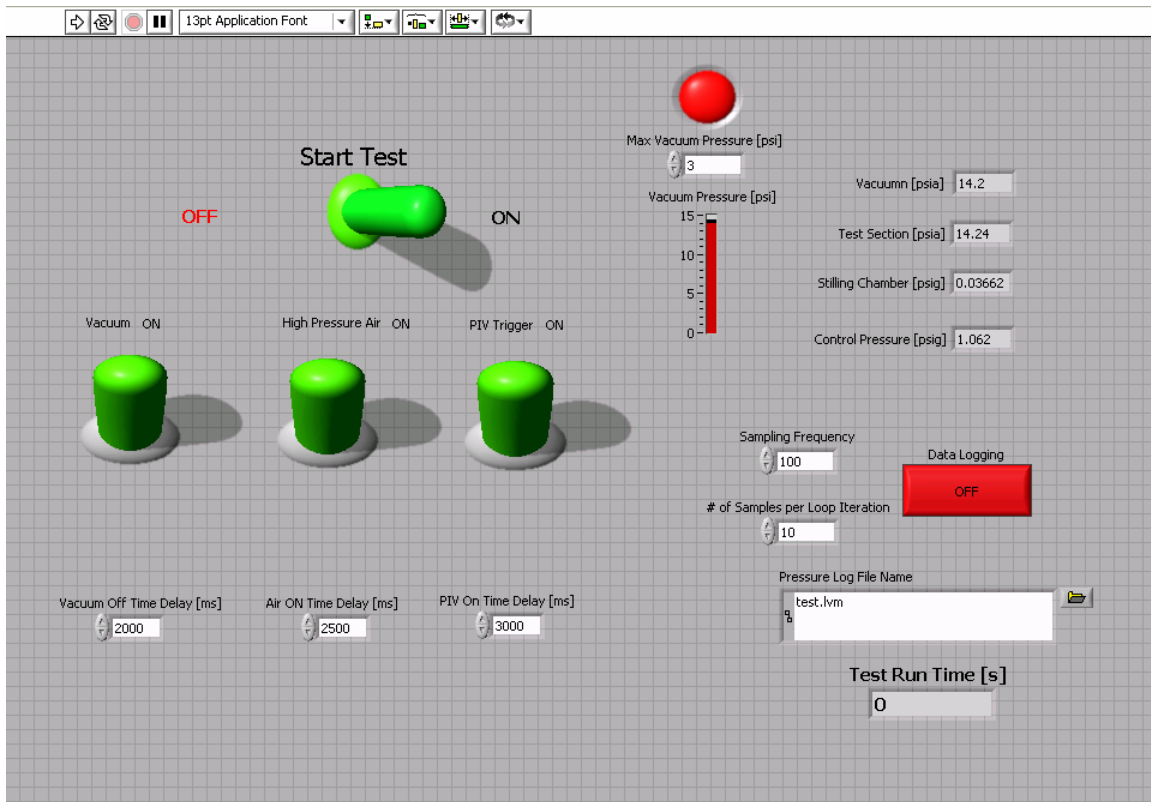 13pt Application Font
Max Vacuum Pressure [psi]
3
Start Test
OFF
ON
Vacuum Pressure [psi]
15
10
5
0
Vacuumn [psia] 14.2
Test Section [psia] 14.24
Stilling Chamber [psig] 0.03662
Control Pressure [psig] 1.062
Vacuum ON
High Pressure Air ON
PIV Trigger ON
Sampling Frequency
100
Data Logging
OFF
# of Samples per Loop Iteration
10
Vacuum Off Time Delay [ms]
2000
Air ON Time Delay [ms]
2500
PIV On Time Delay [ms]
3000
Pressure Log File Name
test.lvm
Test Run Time [s]
0